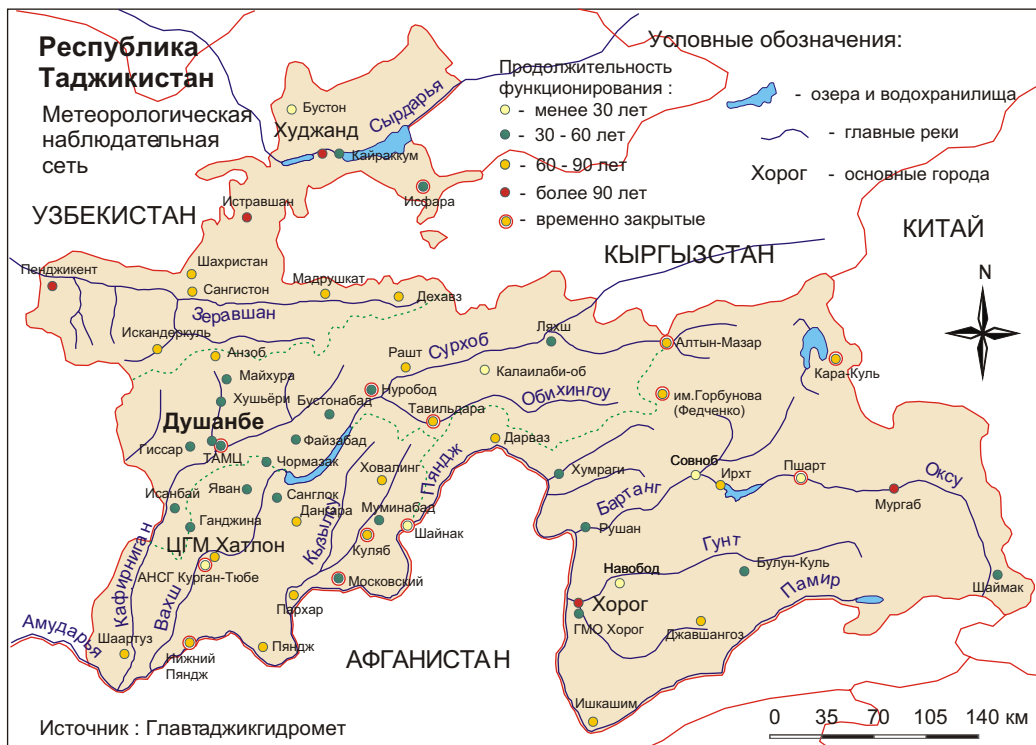 Республика
Таджикистан
Метеорологическая
наблюдательная
сеть
Условные обозначения:
Продолжительность
функционирования :
- менее 30 лет
- 30 - 60 лет
- 60 - 90 лет
- более 90 лет
- временно закрытые
- озера и водохранилища
- главные реки
Хорог - основные города
УЗБЕКИСТАН
КЫРГЫЗСТАН
КИТАЙ
АФГАНИСТАН
N
Бустон
Худжанд
Сырдарья
Кайраккум
Исфара
Истравшан
Пенджикент
Шахристан
Сангистон
Мадрушкат
Дехавз
Зеравшан
Искандеркуль
Анзоб
Рашт
Сурхоб
Ляхш
Алтын-Мазар
Кара-Куль
Майхура
Калаилаби-об
Хушьёри
Бустонабад
Нуробод
Обихингоу
им.Горбунова
(Федченко)
Тавильдара
Душанбе
Гиссар
ТАМЦ
Файзабад
Дарваз
Чормазак
Ховалинг
Пяндж
Хумраги
Совноб
Ирхт
Пшарт
Оксу
Мургаб
Бартанг
Исанбай
Яван
Санглок
Дангара
Муминабад
Ганджина
Кызылсу
Шайнак
Рушан
ЦГМ Хатлон
Куляб
Гунт
АНСГ Курган-Тюбе
Московский
Навобод
Булун-Куль
Шаймак
Кафирниган
Вахш
Пархар
Хорог
ГМО Хорог
Памир
Джавшангоз
Амударья
Шаартуз
Нижний
Пяндж
Пяндж
Ишкашим
Источник : Главтаджикгидромет
0 35 70 105 140 км